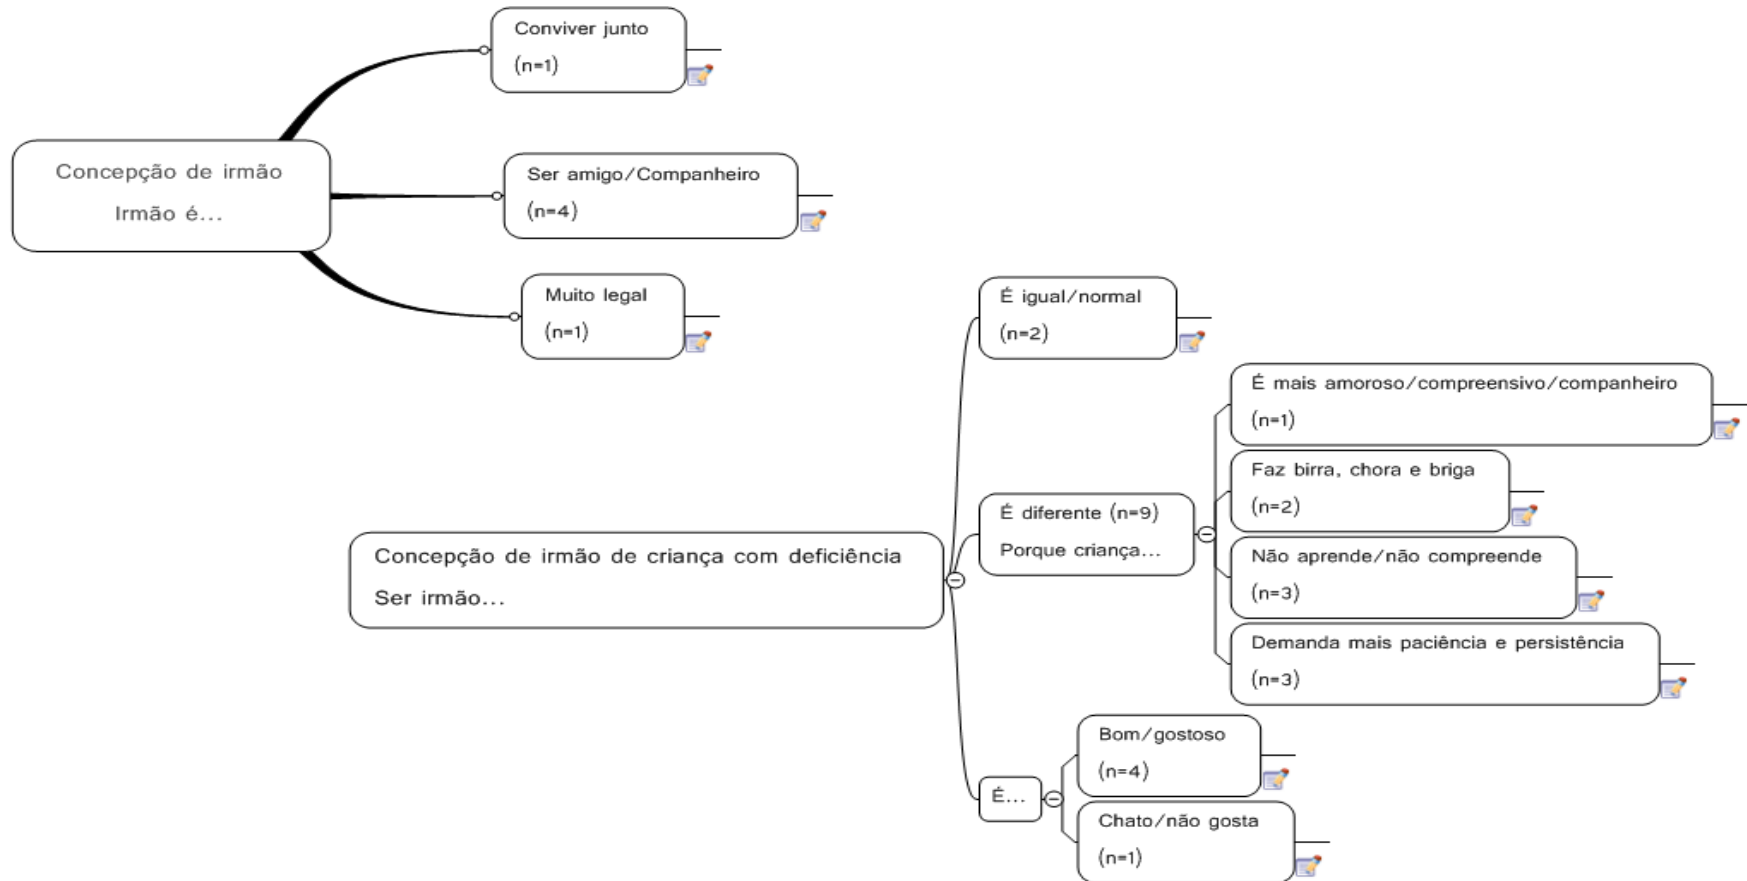 Conviver junto
(n=1)
Concepção de irmão
Irmão é...
Ser amigo/Companheiro
(n=4)
Muito legal
(n=1)
É igual/normal
(n=2)
É mais amoroso/compreensivo/companheiro
(n=1)
Faz birra, chora e briga
(n=2)
É diferente (n=9)
Porque criança...
Concepção de irmão de criança com deficiência
Ser irmão...
Não aprende/não compreende
(n=3)
Demanda mais paciência e persistência
(n=3)
É...
Bom/gostoso
(n=4)
Chato/não gosta
(n=1)